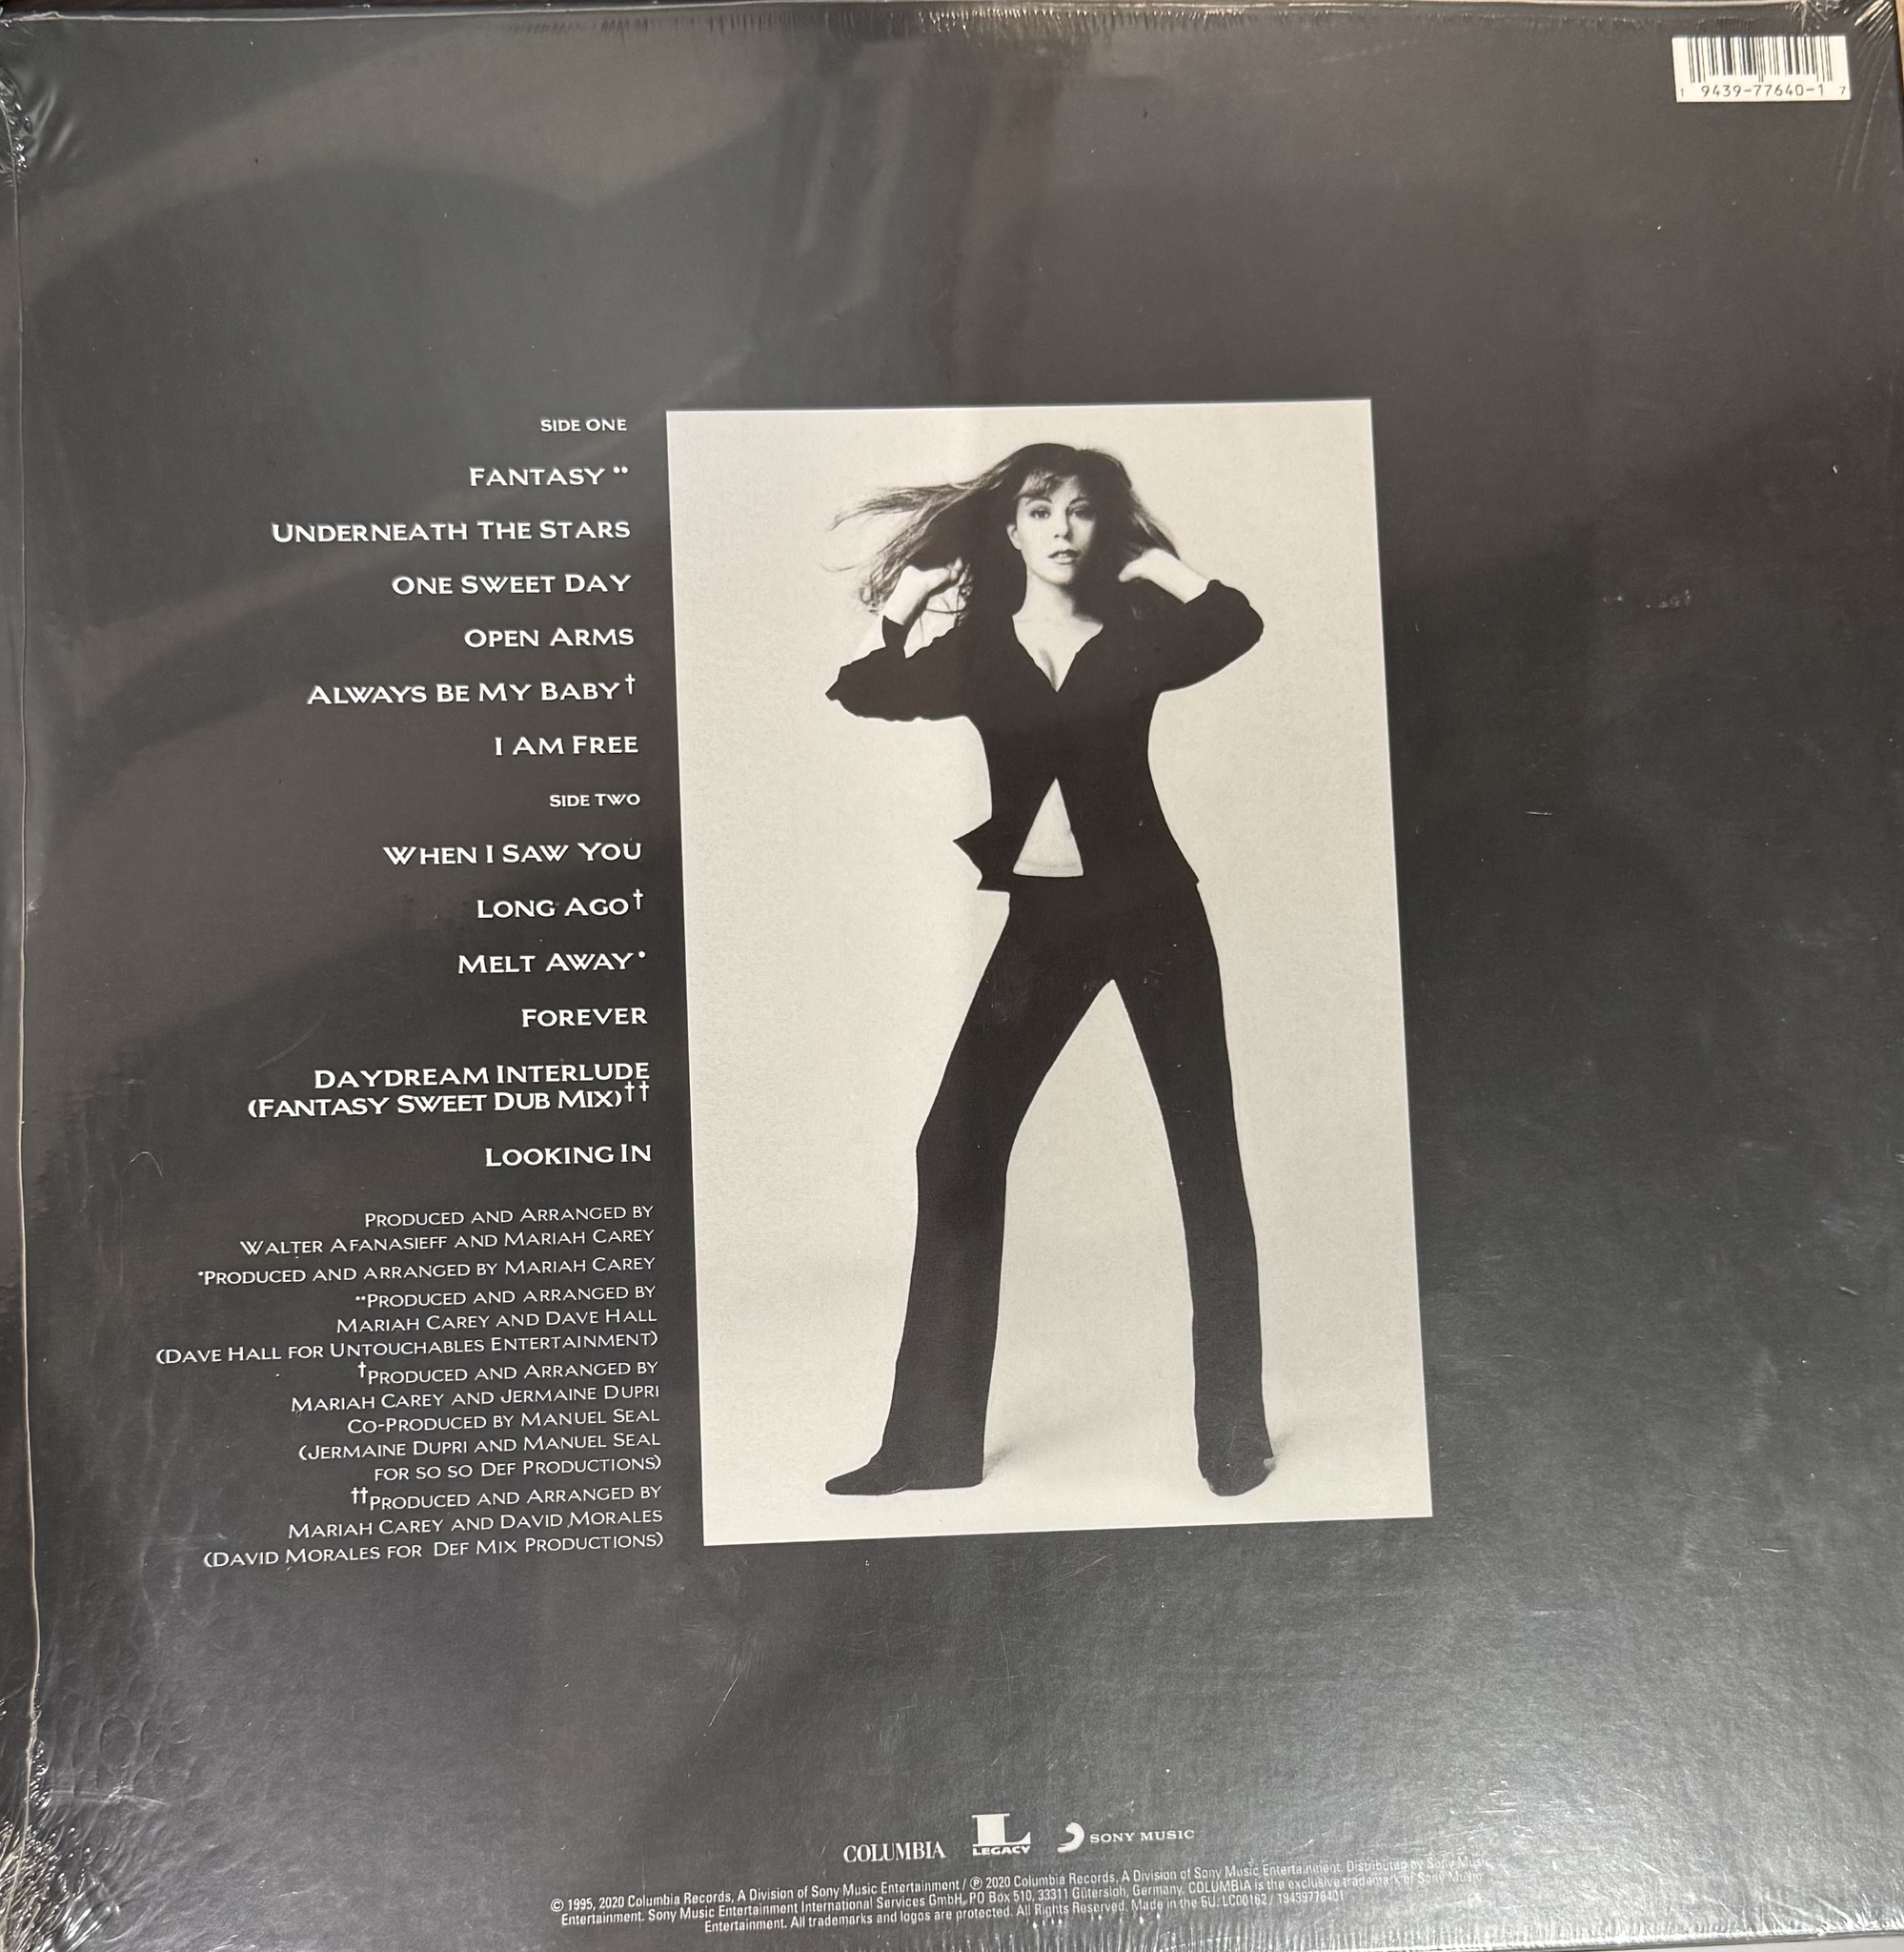 1 9439-77640-1 7
SIDE ONE
FANTASY **
UNDERNEATH THE STARS
ONE SWEET DAY
OPEN ARMS
ALWAYS BE MY BABY†
I AM FREE
SIDE TWO
WHEN I SAW YOU
LONG AGO†
MELT AWAY*
FOREVER
DAYDREAM INTERLUDE
(FANTASY SWEET DUB MIX)††
LOOKING IN
PRODUCED AND ARRANGED BY
WALTER AFANASIEFF AND MARIAH CAREY
*PRODUCED AND ARRANGED BY MARIAH CAREY
**PRODUCED AND ARRANGED BY
MARIAH CAREY AND DAVE HALL
(DAVE HALL FOR UNTOUCHABLES ENTERTAINMENT)
†PRODUCED AND ARRANGED BY
MARIAH CAREY AND JERMAINE DUPRI
CO-PRODUCED BY MANUEL SEAL
(JERMAINE DUPRI AND MANUEL SEAL
FOR SO SO DEF PRODUCTIONS)
††PRODUCED AND ARRANGED BY
MARIAH CAREY AND DAVID MORALES
(DAVID MORALES FOR DEF MIX PRODUCTIONS)
COLUMBIA L LEGACY SONY MUSIC
© 1995, 2020 Columbia Records, A Division of Sony Music Entertainment / ℗ 2020 Columbia Records, A Division of Sony Music Entertainment. Distributed by Sony Music
Entertainment. Sony Music Entertainment International Services GmbH, PO Box 510, 33311 Gütersloh, Germany. COLUMBIA is the exclusive trademark of Sony Music
Entertainment. All trademarks and logos are protected. All Rights Reserved. Made in the EU. LC00162 / 19439776401